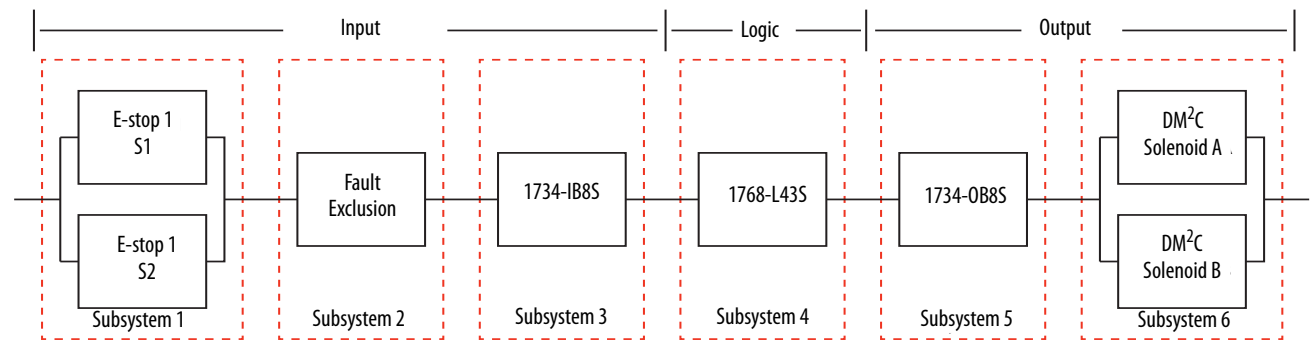 Input
Logic
Output
E-stop 1
S1
E-stop 1
S2
Subsystem 1
Fault
Exclusion
Subsystem 2
1734-IB8S
Subsystem 3
1768-L43S
Subsystem 4
1734-OB8S
Subsystem 5
DM²C
Solenoid A
DM²C
Solenoid B
Subsystem 6